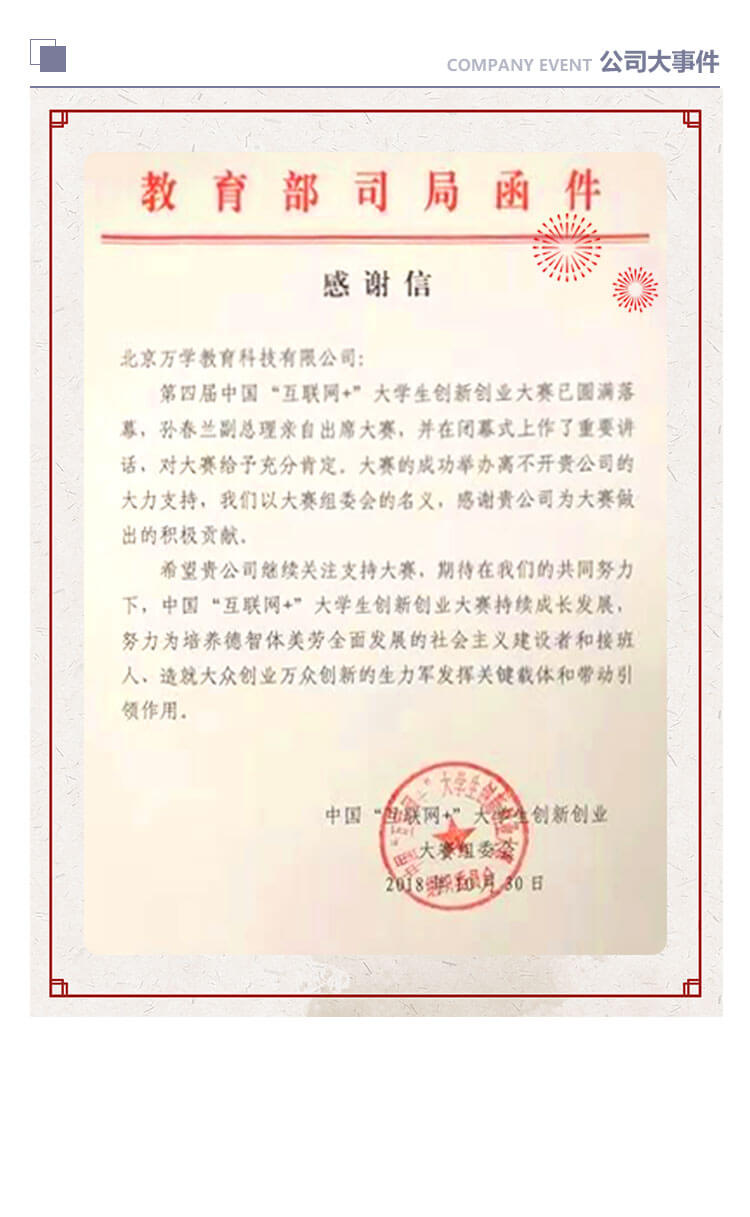 COMPANY EVENT 公司大事件
教育部司局函件
感谢信
北京万学教育科技有限公司:
第四届中国“互联网+”大学生创新创业大赛已圆满落
幕，孙春兰副总理亲自出席大赛，并在闭幕式上作了重要讲
话，对大赛给予充分肯定。大赛的成功举办离不开贵公司的
大力支持，我们以大赛组委会的名义，感谢贵公司为大赛做
出的积极贡献。
希望贵公司继续关注支持大赛，期待在我们的共同努力
下，中国“互联网+”大学生创新创业大赛持续成长发展，
努力为培养德智体美劳全面发展的社会主义建设者和接班
人、造就大众创业万众创新的生力军发挥关键载体和带动引
领作用。
中国“互联网+”大学生创新创业
大赛组委会
2018年10月30日